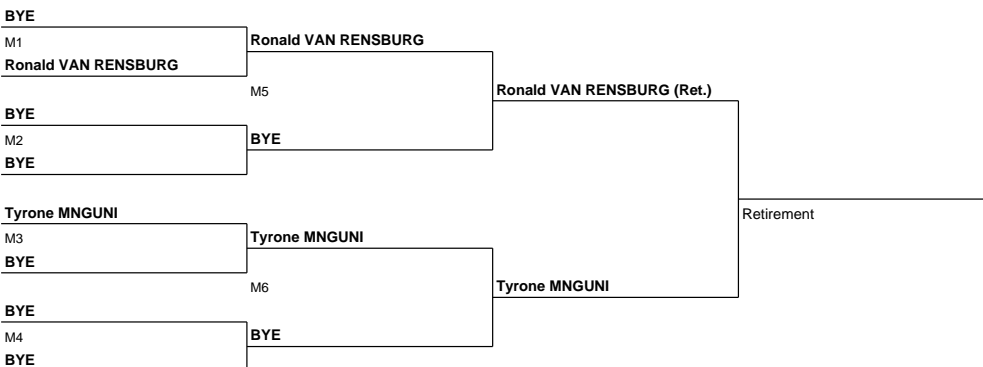 BYE
M1
Ronald VAN RENSBURG
Ronald VAN RENSBURG
M5
Ronald VAN RENSBURG (Ret.)
BYE
M2
BYE
BYE
Retirement
Tyrone MNGUNI
M3
BYE
Tyrone MNGUNI
M6
Tyrone MNGUNI
BYE
M4
BYE
BYE